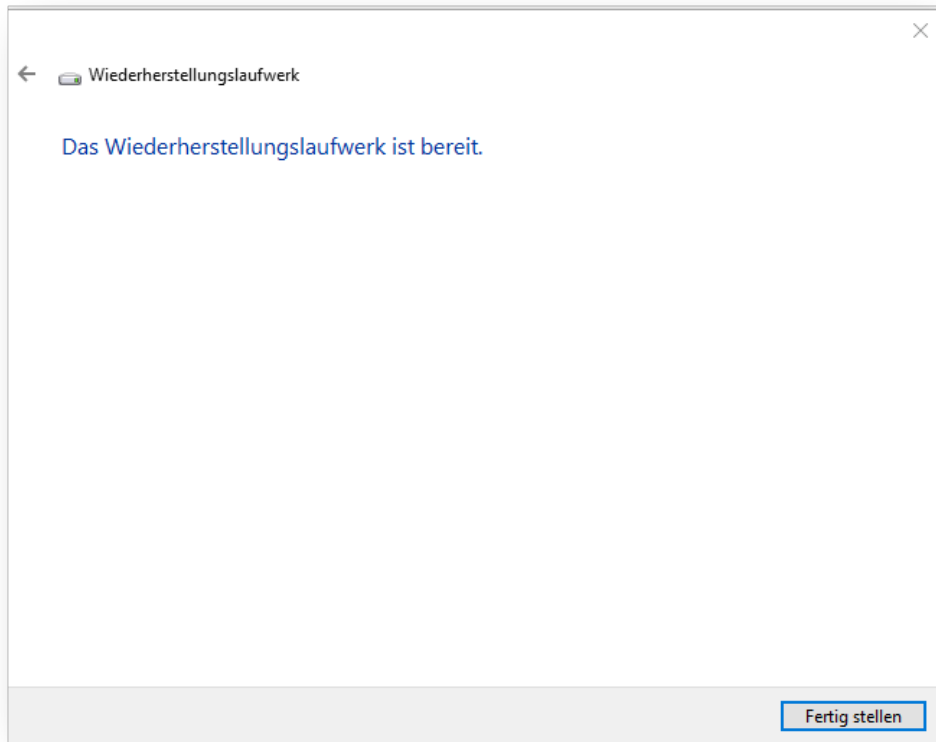 Wiederherstellungslaufwerk
Das Wiederherstellungslaufwerk ist bereit.
Fertig stellen